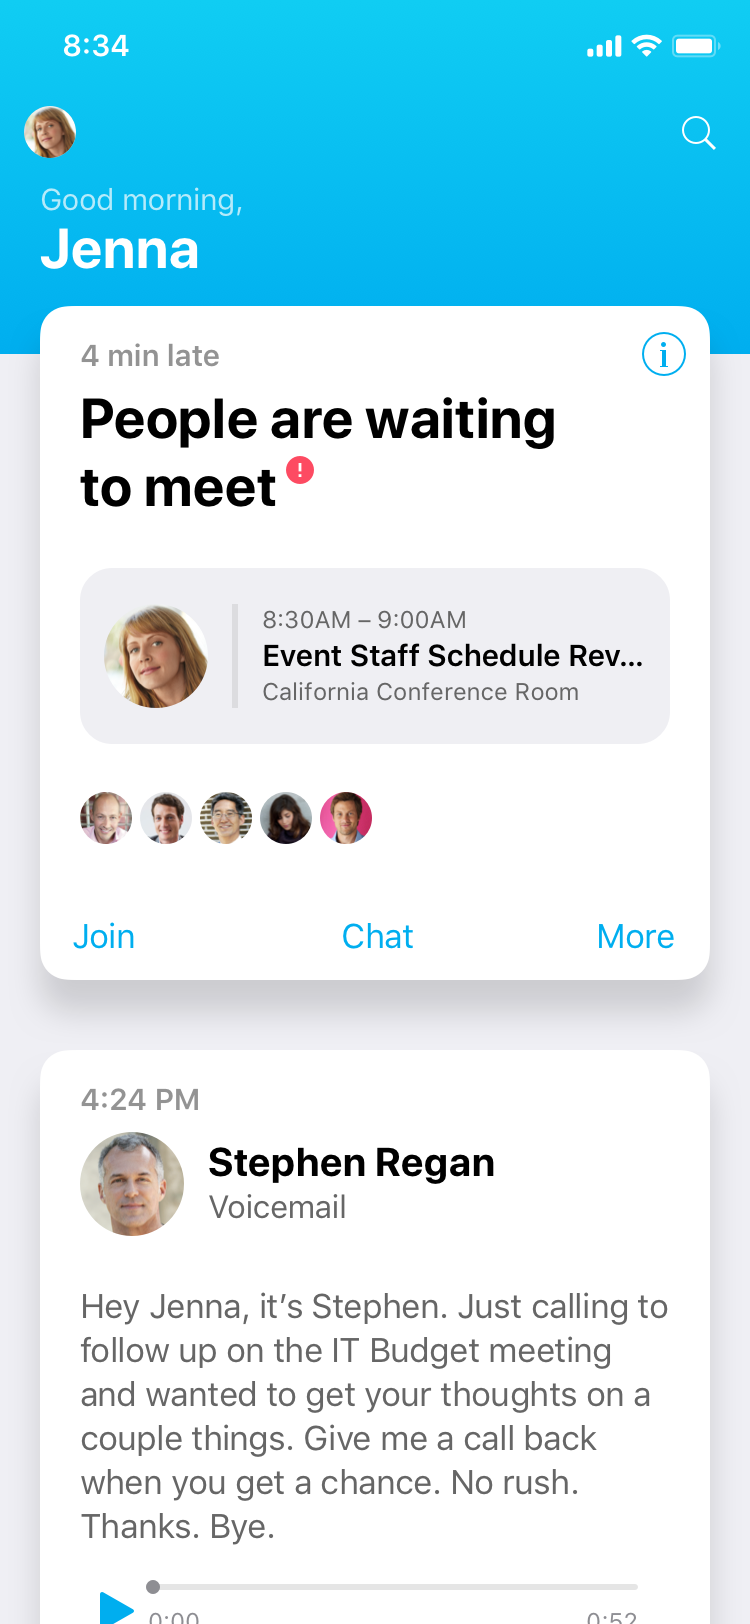 8:34
Good morning,
Jenna
4 min late
i
People are waiting
to meet !
8:30AM – 9:00AM
Event Staff Schedule Rev...
California Conference Room
Join Chat More
4:24 PM
Stephen Regan
Voicemail
Hey Jenna, it’s Stephen. Just calling to
follow up on the IT Budget meeting
and wanted to get your thoughts on a
couple things. Give me a call back
when you get a chance. No rush.
Thanks. Bye.
0:00 0:52